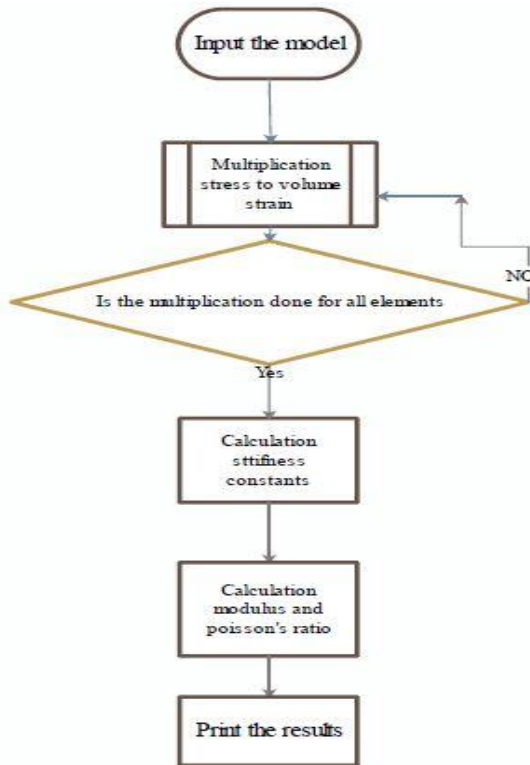 Input the model
Multiplication
stress to volume
strain
NO
Is the multiplication done for all elements
Yes
Calculation
sttifness
constants
Calculation
modulus and
poisson's ratio
Print the results